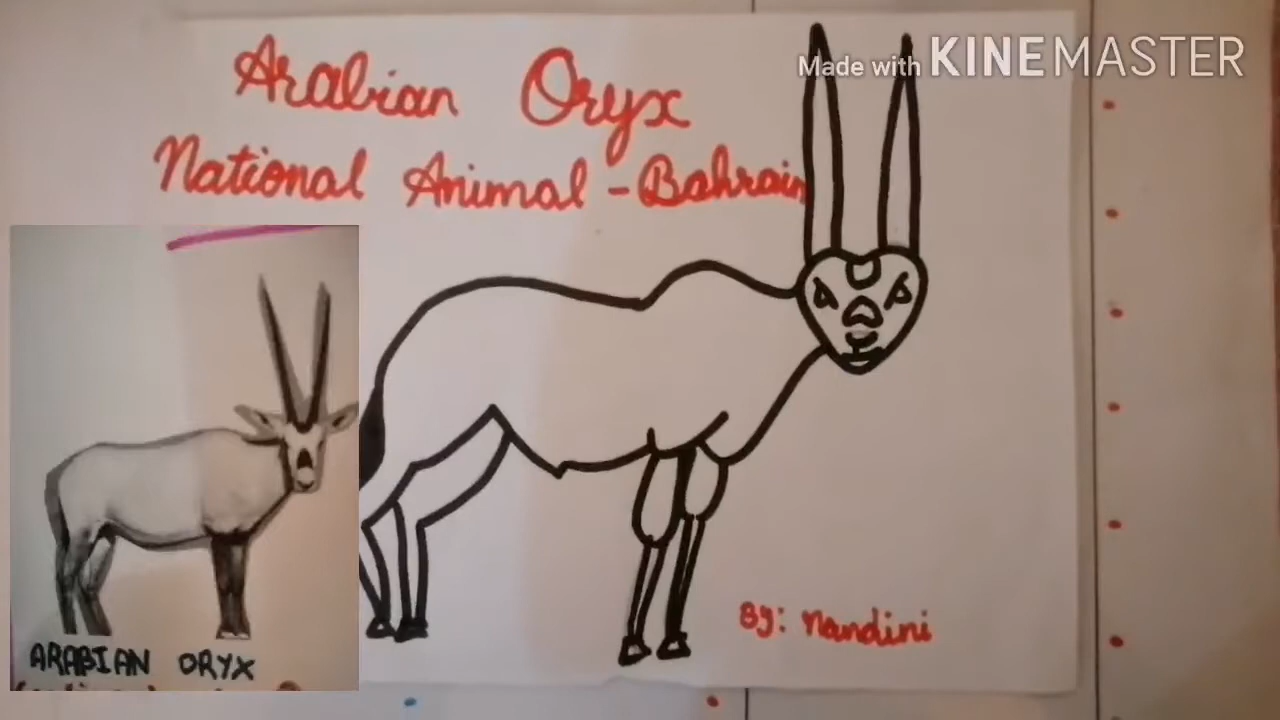 Made with KINEMASTER
Arabian Oryx
National Animal - Bahrain
ARABIAN ORYX
By: Nandini